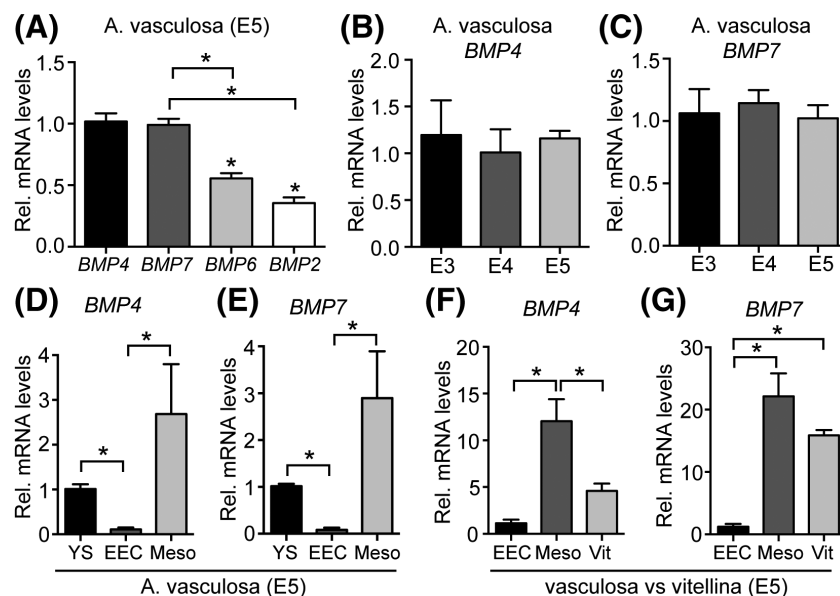 (A) A. vasculosa (E5)
Rel. mRNA levels
1.5
1.0
0.5
0.0
*
*
*
*
BMP4 BMP7 BMP6 BMP2
(B) A. vasculosa
BMP4
Rel. mRNA levels
2.0
1.5
1.0
0.5
0.0
E3 E4 E5
(C) A. vasculosa
BMP7
Rel. mRNA levels
1.5
1.0
0.5
0.0
E3 E4 E5
(D) BMP4
Rel. mRNA levels
4
2
1
0
*
*
YS EEC Meso
(E) BMP7
Rel. mRNA levels
4
3
2
1
0
*
*
YS EEC Meso
A. vasculosa (E5)
(F) BMP4
Rel. mRNA levels
20
15
10
5
0
* *
EEC Meso Vit
(G) BMP7
Rel. mRNA levels
30
20
10
0
*
*
EEC Meso Vit
vasculosa vs vitellina (E5)